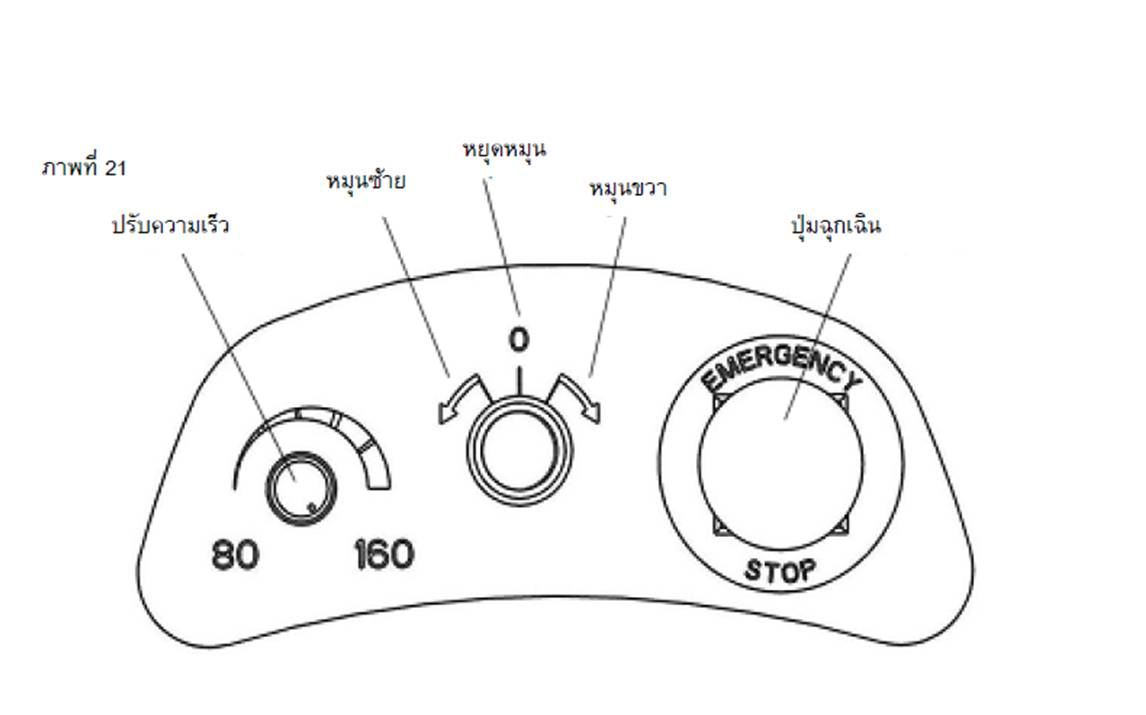 ภาพที่ 21
หยุดหมุน
หมุนซ้าย
หมุนขวา
ปรับความเร็ว
ปุ่มฉุกเฉิน
0
EMERGENCY
80
160
STOP